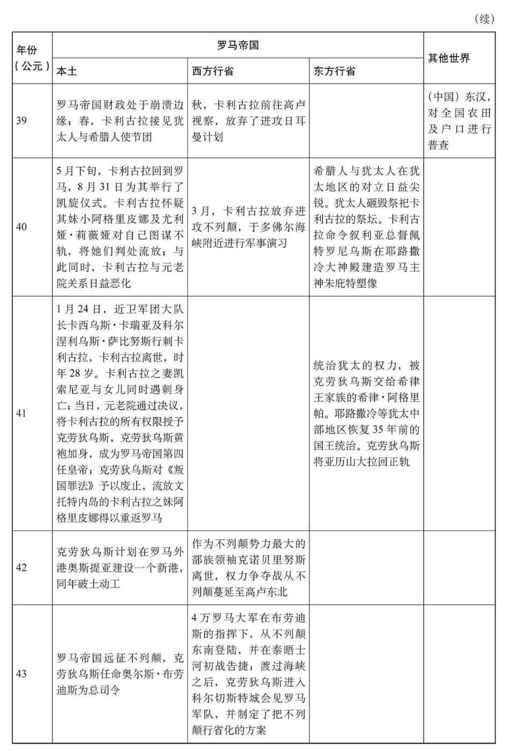 （续）
年份
（公元）
罗马帝国
其他世界
本土
西方行省
东方行省
39
罗马帝国财政处于崩溃边
缘；春，卡利古拉接见犹
太人与希腊人使节团
秋，卡利古拉前往高卢
视察，放弃了进攻日耳
曼计划
（中国）东汉，
对全国农田
及户口进行
普查
40
5月下旬，卡利古拉回到罗
马，8月31日为其举行了
凯旋仪式。卡利古拉怀疑
其妹小阿格里皮娜及尤利
娅·莉薇娅对自己图谋不
轨，将她们判处流放；与
此同时，卡利古拉与元老
院关系日益恶化
3月，卡利古拉放弃进
攻不列颠，于多佛尔海
峡附近进行军事演习
希腊人与犹太人在犹
太地区的对立日益尖
锐。犹太人砸毁祭祀卡
利古拉的祭坛。卡利古
拉命令叙利亚总督佩
特罗尼乌斯在耶路撒
冷大神殿建造罗马主
神朱庇特塑像
41
1月24日，近卫军团大队
长卡西乌斯·卡瑞亚及科尔
涅利乌斯·萨比努斯行刺卡
利古拉，卡利古拉离世，时
年28岁。卡利古拉之妻凯
索尼亚与女儿同时遇刺身
亡；当日，元老院通过决议，
将卡利古拉的所有权限授予
克劳狄乌斯，克劳狄乌斯黄
袍加身，成为罗马帝国第四
任皇帝；克劳狄乌斯对《叛
国罪法》予以废止，流放文
托特内岛的卡利古拉之妹阿
格里皮娜得以重返罗马
统治犹太的权力，被
克劳狄乌斯交给希律
王家族的希律·阿格里
帕。耶路撒冷等犹太中
部地区恢复35年前的
国王统治。克劳狄乌斯
将亚历山大拉回正轨
42
克劳狄乌斯计划在罗马外
港奥斯提亚建设一个新港，
同年破土动工
作为不列颠势力最大的
部族领袖克诺贝里努斯
离世，权力争夺战从不
列颠蔓延至高卢东北
43
罗马帝国远征不列颠，克
劳狄乌斯任命奥尔斯·布劳
迪斯为总司令
4万罗马大军在布劳迪
斯的指挥下，从不列颠
东南登陆，并在泰晤士
河初战告捷；渡过海峡
之后，克劳狄乌斯进入
科尔切斯特城会见罗马
军队，并制定了把不列
颠行省化的方案